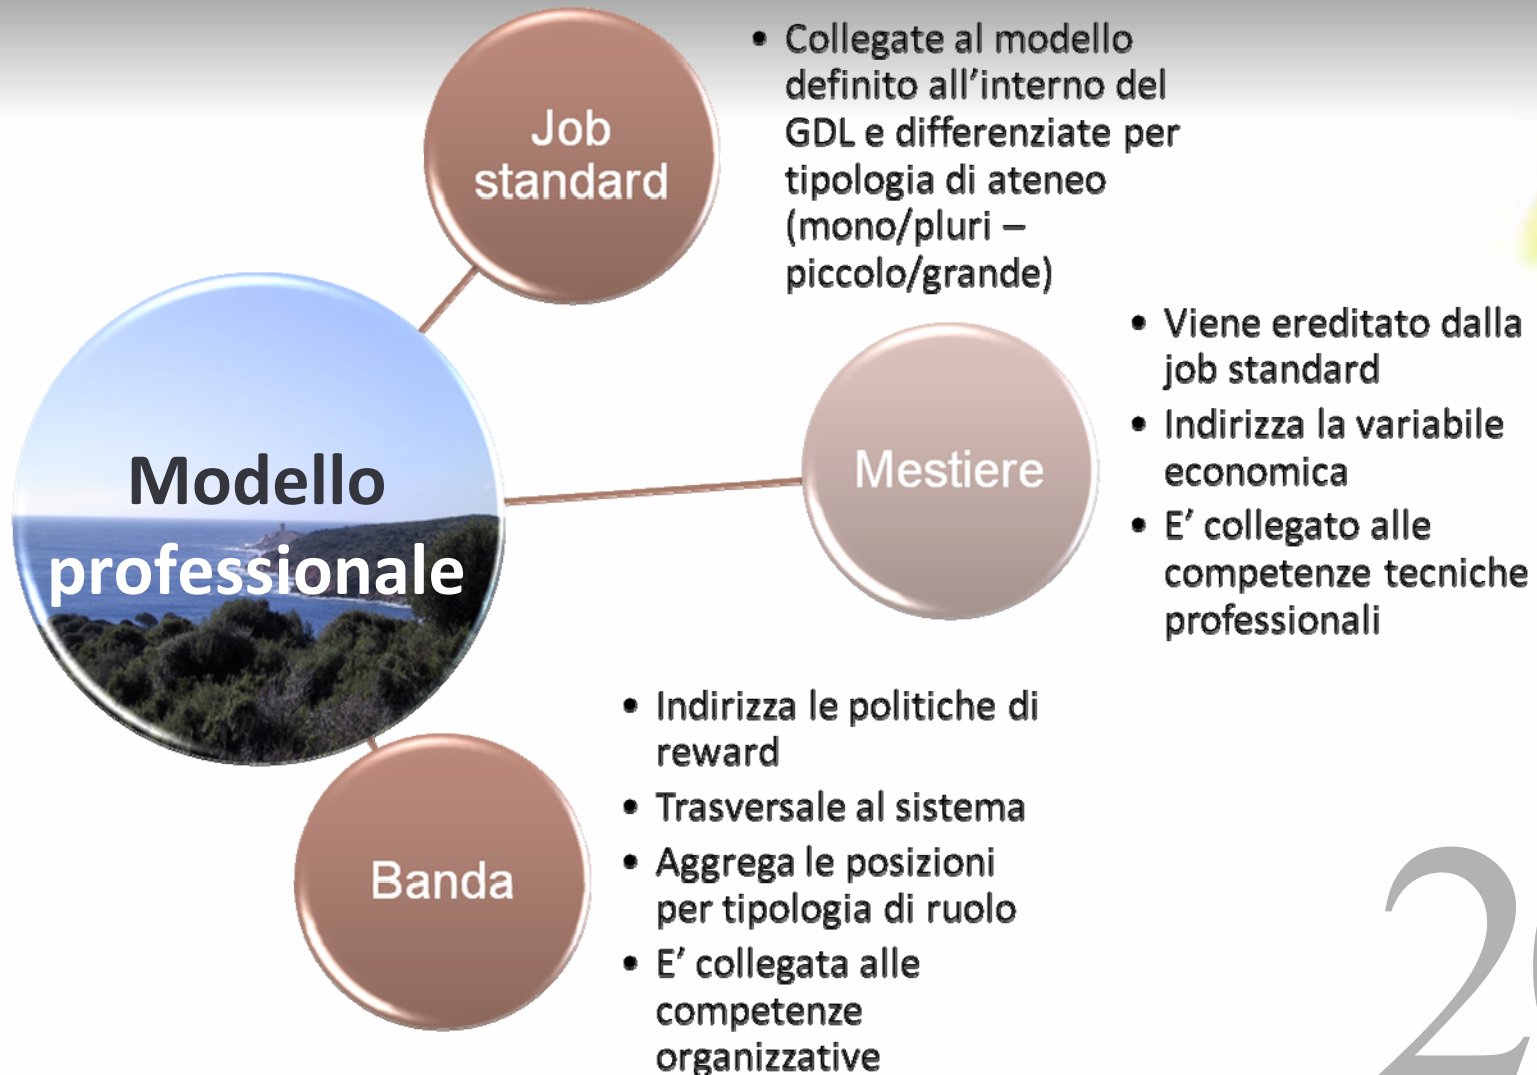 Job
standard
• Collegate al modello
definito all’interno del
GDL e differenziate per
tipologia di ateneo
(mono/pluri –
piccolo/grande)
Modello
professionale
Mestiere
• Viene ereditato dalla
job standard
• Indirizza la variabile
economica
• E’ collegato alle
competenze tecniche
professionali
Banda
• Indirizza le politiche di
reward
• Trasversale al sistema
• Aggrega le posizioni
per tipologia di ruolo
• E’ collegata alle
competenze
organizzative
2